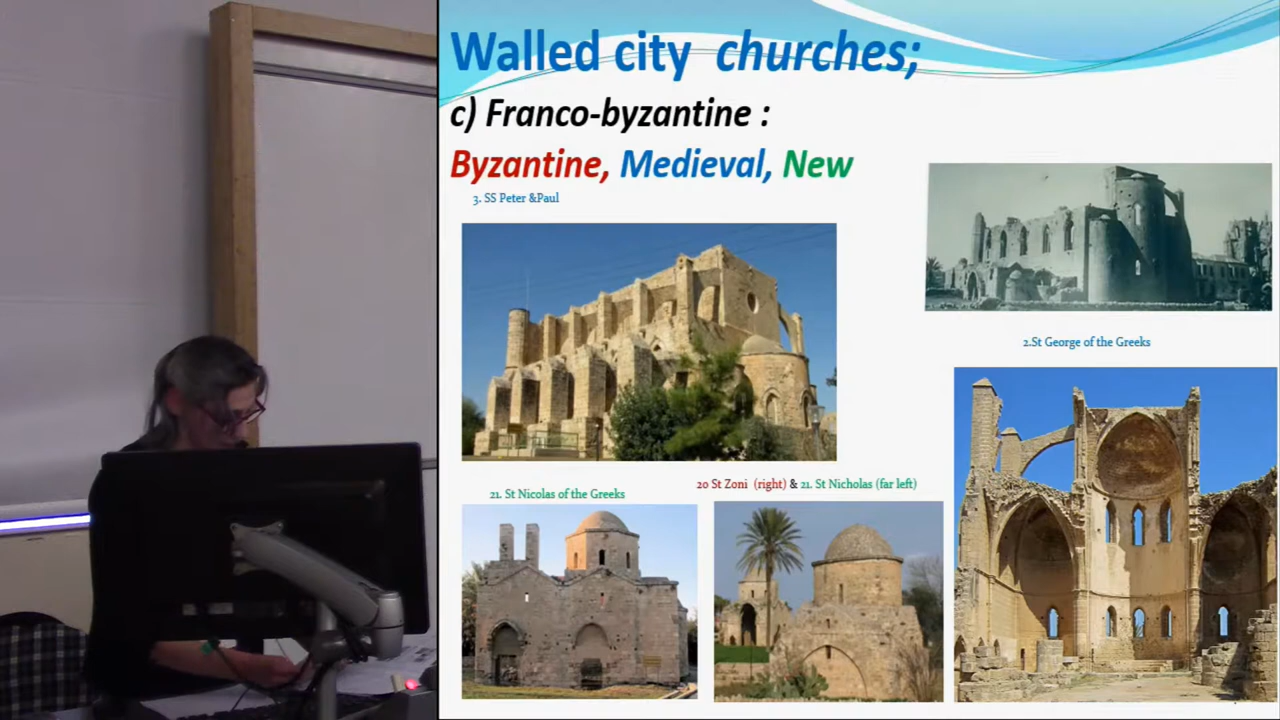 Walled city churches;
c) Franco-byzantine :
Byzantine, Medieval, New
3. SS Peter &Paul
2.St George of the Greeks
21. St Nicolas of the Greeks
20 St Zoni (right) & 21. St Nicholas (far left)